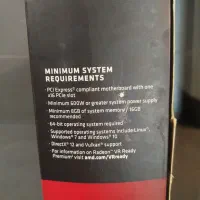 MINIMUM SYSTEM
REQUIREMENTS
• PCI Express® compliant motherboard with one
x16 PCIe slot
• Minimum 600W or greater system power supply
• Minimum 8GB of system memory / 16GB
recommended
• 64-bit operating system required
• Supported operating systems include Linux®,
Windows® 7 and Windows® 10
• DirectX® 12 and Vulkan® support
• For information on Radeon™ VR Ready
Premium³ visit amd.com/VRReady